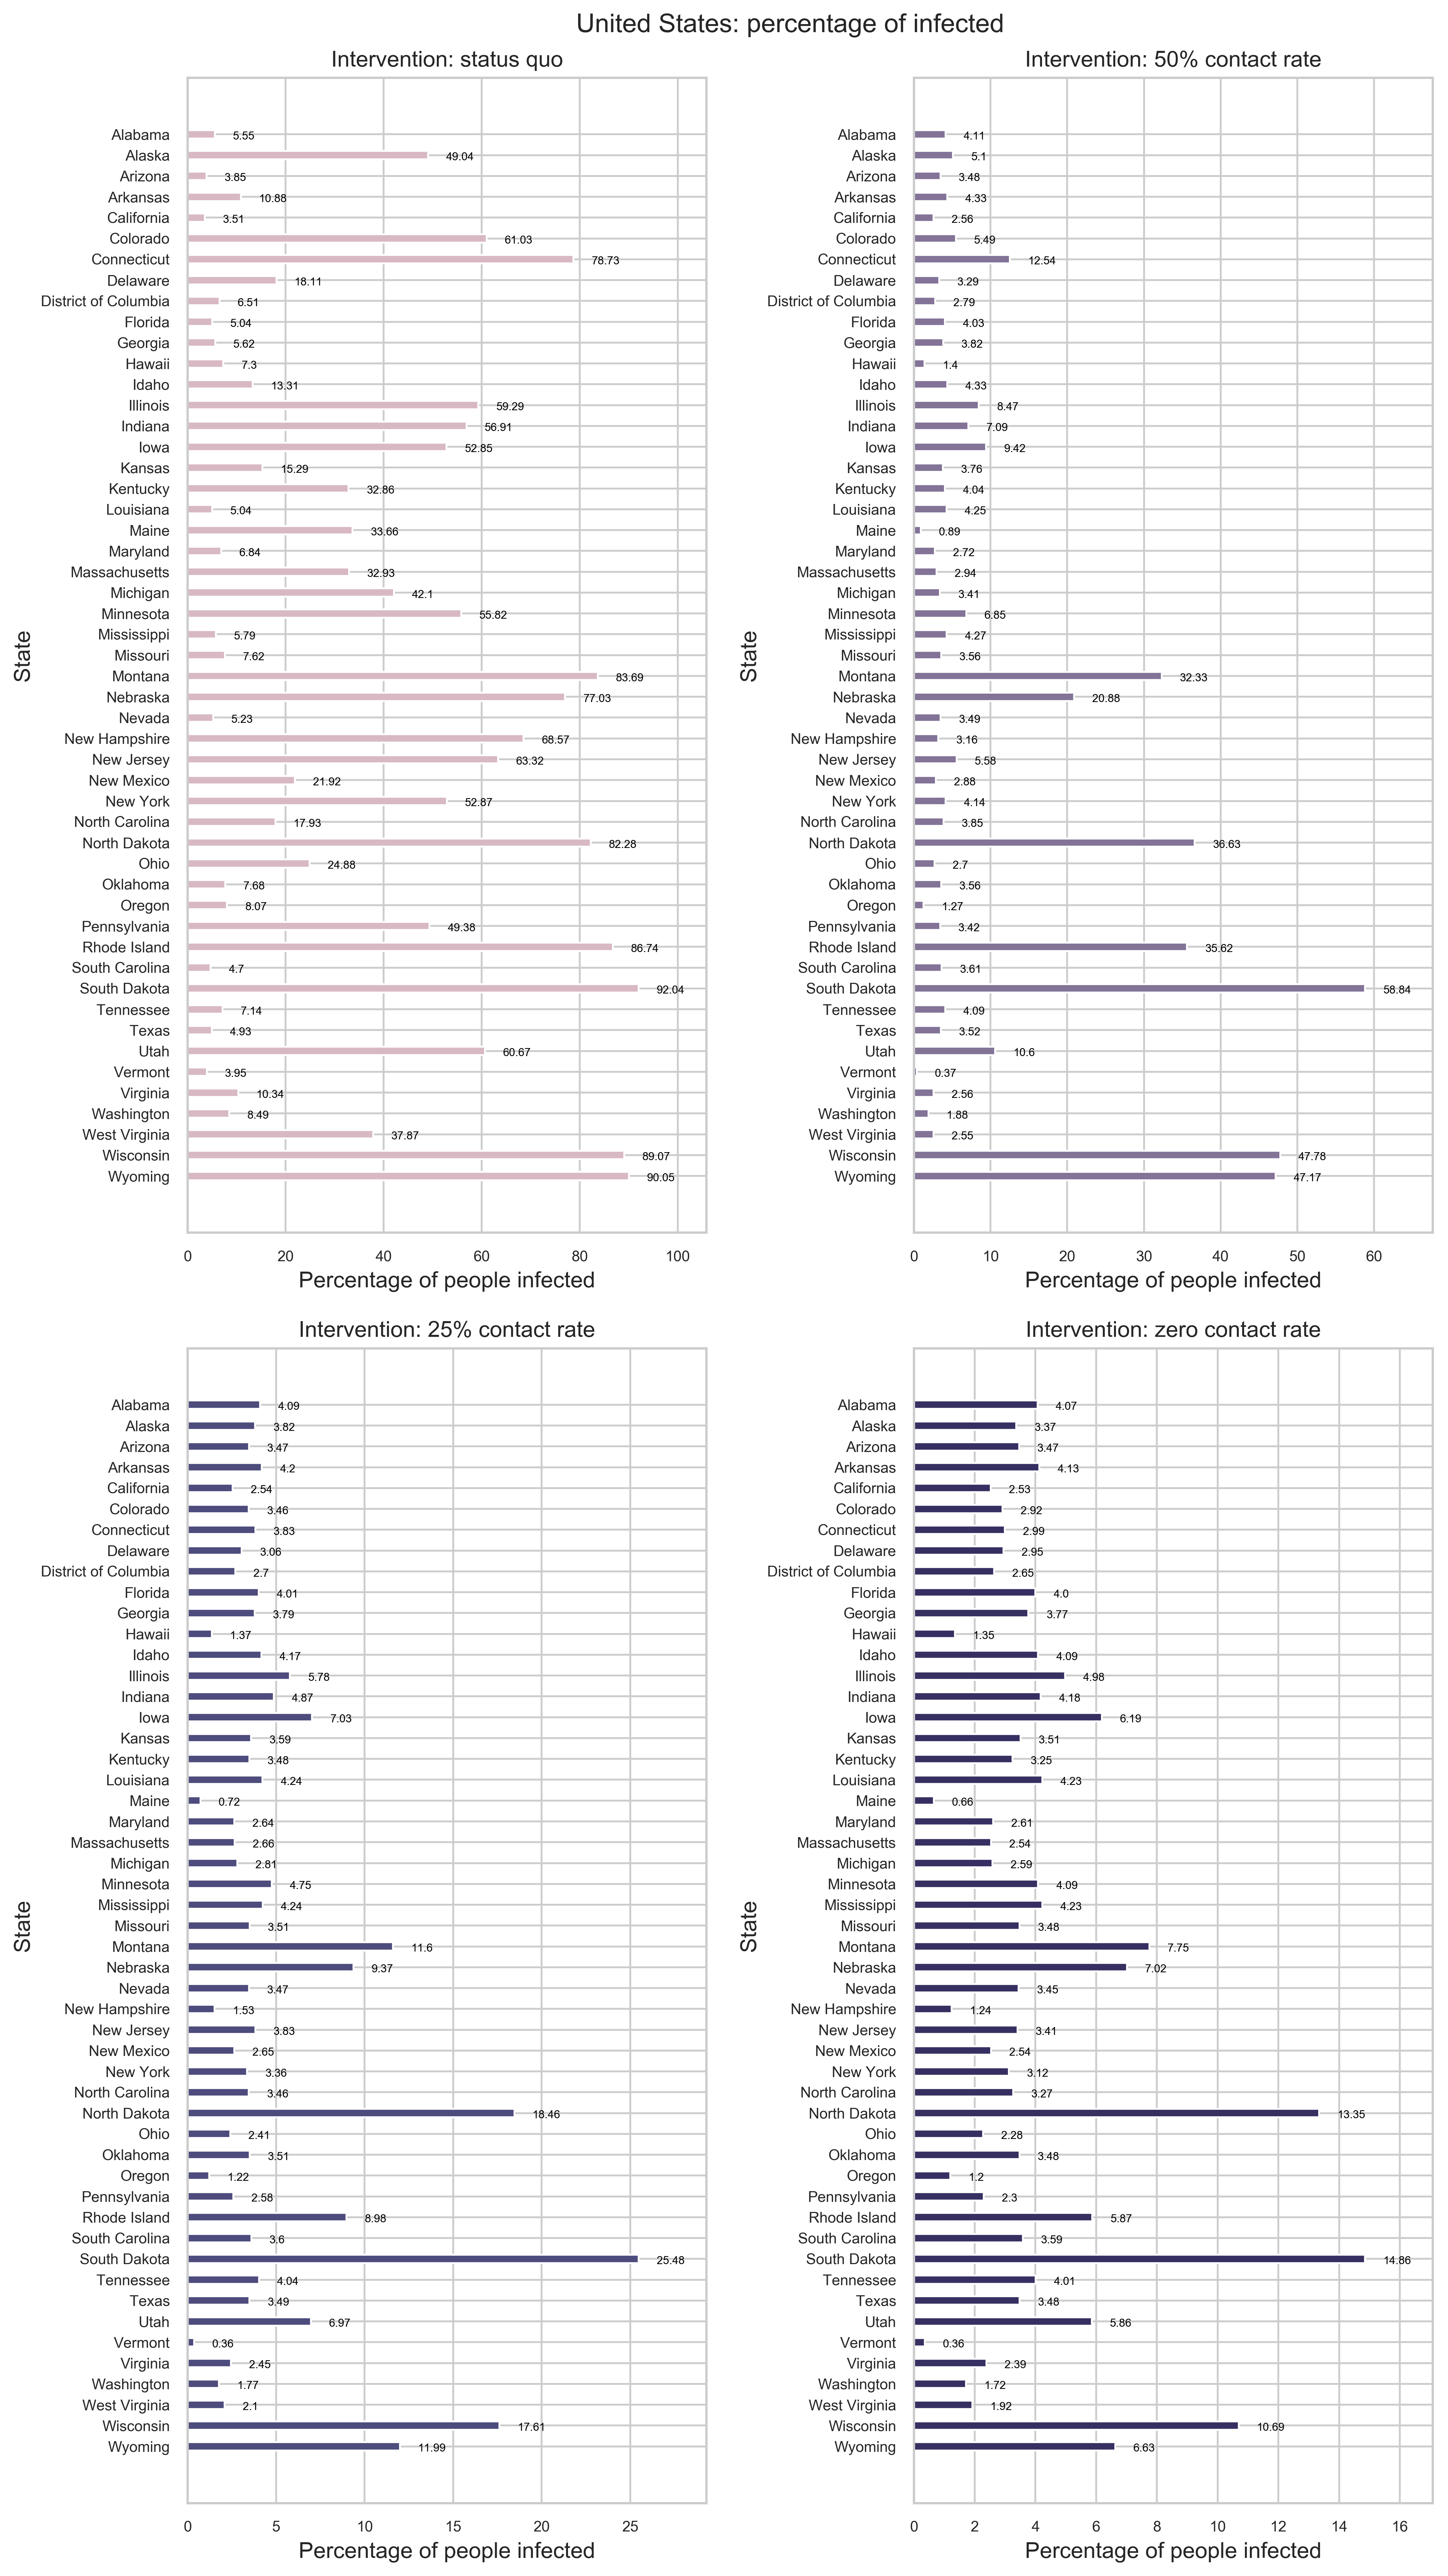 United States: percentage of infected
Intervention: status quo
State
Alabama 5.55
Alaska 49.04
Arizona 3.85
Arkansas 10.88
California 3.51
Colorado 61.03
Connecticut 78.73
Delaware 18.11
District of Columbia 6.51
Florida 5.04
Georgia 5.62
Hawaii 7.3
Idaho 13.31
Illinois 59.29
Indiana 56.91
Iowa 52.85
Kansas 15.29
Kentucky 32.86
Louisiana 5.04
Maine 33.66
Maryland 6.84
Massachusetts 32.93
Michigan 42.1
Minnesota 55.82
Mississippi 5.79
Missouri 7.62
Montana 83.69
Nebraska 77.03
Nevada 5.23
New Hampshire 68.57
New Jersey 63.32
New Mexico 21.92
New York 52.87
North Carolina 17.93
North Dakota 82.28
Ohio 24.88
Oklahoma 7.68
Oregon 8.07
Pennsylvania 49.38
Rhode Island 86.74
South Carolina 4.7
South Dakota 92.04
Tennessee 7.14
Texas 4.93
Utah 60.67
Vermont 3.95
Virginia 10.34
Washington 8.49
West Virginia 37.87
Wisconsin 89.07
Wyoming 90.05
0 20 40 60 80 100
Percentage of people infected
Intervention: 50% contact rate
State
Alabama 4.11
Alaska 5.1
Arizona 3.48
Arkansas 4.33
California 2.56
Colorado 5.49
Connecticut 12.54
Delaware 3.29
District of Columbia 2.79
Florida 4.03
Georgia 3.82
Hawaii 1.4
Idaho 4.33
Illinois 8.47
Indiana 7.09
Iowa 9.42
Kansas 3.76
Kentucky 4.04
Louisiana 4.25
Maine 0.89
Maryland 2.72
Massachusetts 2.94
Michigan 3.41
Minnesota 6.85
Mississippi 4.27
Missouri 3.56
Montana 32.33
Nebraska 20.88
Nevada 3.49
New Hampshire 3.16
New Jersey 5.58
New Mexico 2.88
New York 4.14
North Carolina 3.85
North Dakota 36.63
Ohio 2.7
Oklahoma 3.56
Oregon 1.27
Pennsylvania 3.42
Rhode Island 35.62
South Carolina 3.61
South Dakota 58.84
Tennessee 4.09
Texas 3.52
Utah 10.6
Vermont 0.37
Virginia 2.56
Washington 1.88
West Virginia 2.55
Wisconsin 47.78
Wyoming 47.17
0 10 20 30 40 50 60
Percentage of people infected
Intervention: 25% contact rate
State
Alabama 4.09
Alaska 3.82
Arizona 3.47
Arkansas 4.2
California 2.54
Colorado 3.46
Connecticut 3.83
Delaware 3.06
District of Columbia 2.7
Florida 4.01
Georgia 3.79
Hawaii 1.37
Idaho 4.17
Illinois 5.78
Indiana 4.87
Iowa 7.03
Kansas 3.59
Kentucky 3.48
Louisiana 4.24
Maine 0.72
Maryland 2.64
Massachusetts 2.66
Michigan 2.81
Minnesota 4.75
Mississippi 4.24
Missouri 3.51
Montana 11.6
Nebraska 9.37
Nevada 3.47
New Hampshire 1.53
New Jersey 3.83
New Mexico 2.65
New York 3.36
North Carolina 3.46
North Dakota 18.46
Ohio 2.41
Oklahoma 3.51
Oregon 1.22
Pennsylvania 2.58
Rhode Island 8.98
South Carolina 3.6
South Dakota 25.48
Tennessee 4.04
Texas 3.49
Utah 6.97
Vermont 0.36
Virginia 2.45
Washington 1.77
West Virginia 2.1
Wisconsin 17.61
Wyoming 11.99
0 5 10 15 20 25
Percentage of people infected
Intervention: zero contact rate
State
Alabama 4.07
Alaska 3.37
Arizona 3.47
Arkansas 4.13
California 2.53
Colorado 2.92
Connecticut 2.99
Delaware 2.95
District of Columbia 2.65
Florida 4.0
Georgia 3.77
Hawaii 1.35
Idaho 4.09
Illinois 4.98
Indiana 4.18
Iowa 6.19
Kansas 3.51
Kentucky 3.25
Louisiana 4.23
Maine 0.66
Maryland 2.61
Massachusetts 2.54
Michigan 2.59
Minnesota 4.09
Mississippi 4.23
Missouri 3.48
Montana 7.75
Nebraska 7.02
Nevada 3.45
New Hampshire 1.24
New Jersey 3.41
New Mexico 2.54
New York 3.12
North Carolina 3.27
North Dakota 13.35
Ohio 2.28
Oklahoma 3.48
Oregon 1.2
Pennsylvania 2.3
Rhode Island 5.87
South Carolina 3.59
South Dakota 14.86
Tennessee 4.01
Texas 3.48
Utah 5.86
Vermont 0.36
Virginia 2.39
Washington 1.72
West Virginia 1.92
Wisconsin 10.69
Wyoming 6.63
0 2 4 6 8 10 12 14 16
Percentage of people infected